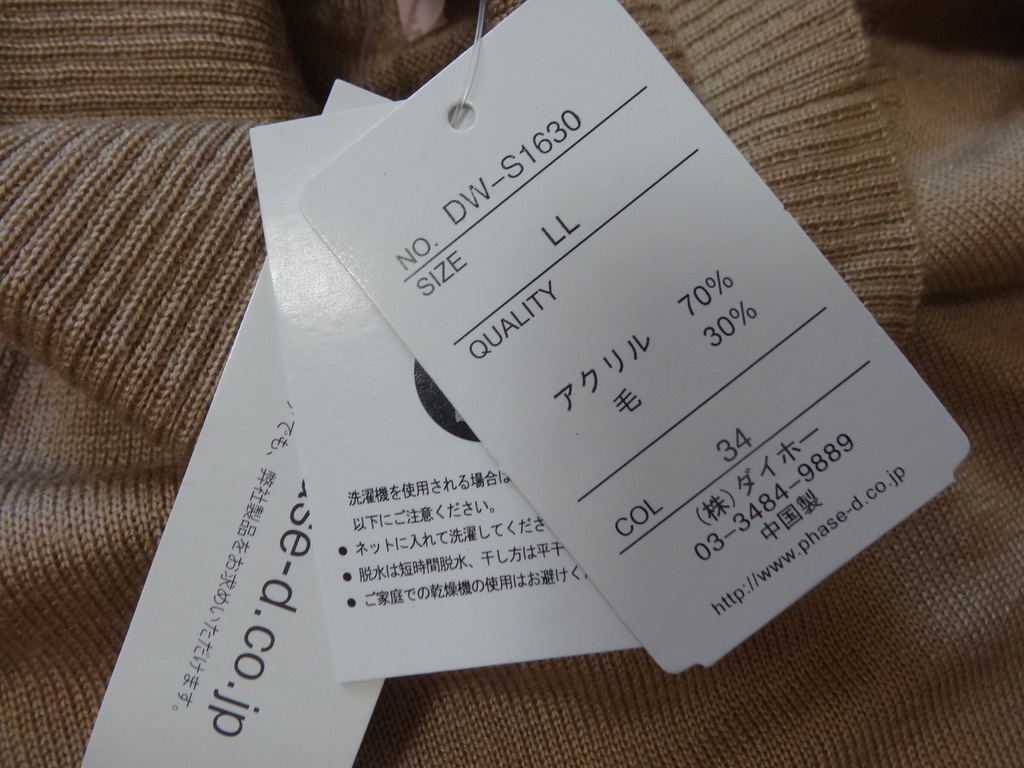 NO. DW-S1630
SIZE LL
QUALITY
アクリル 70%
毛 30%
COL 34
(株)ダイホー
03-3484-9889
中国製
http://www.phase-d.co.jp
洗濯機を使用される場合は
以下にご注意ください。
● ネットに入れて洗濯してくださ
● 脱水は短時間脱水、干し方は平干
● ご家庭での乾燥機の使用はお避けく
ase-d.co.jp
でも、弊社製品をお求めいただけます。